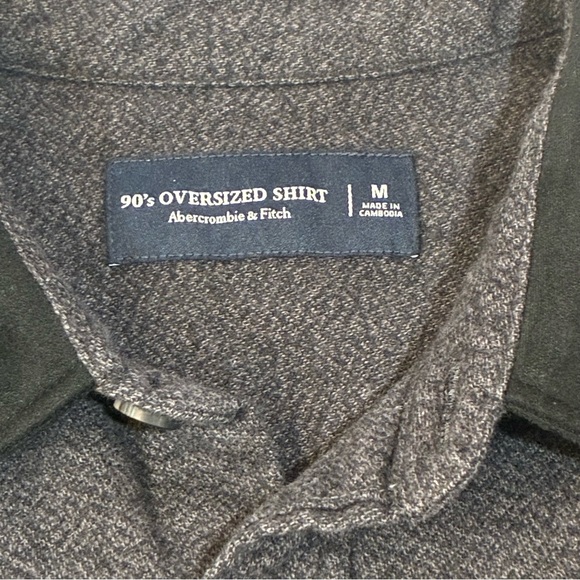 90's OVERSIZED SHIRT
Abercrombie & Fitch
M
MADE IN
CAMBODIA